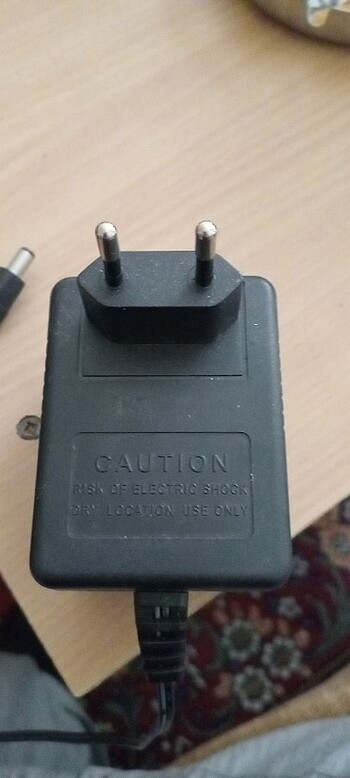 CAUTION
RISK OF ELECTRIC SHOCK
DRY LOCATION USE ONLY